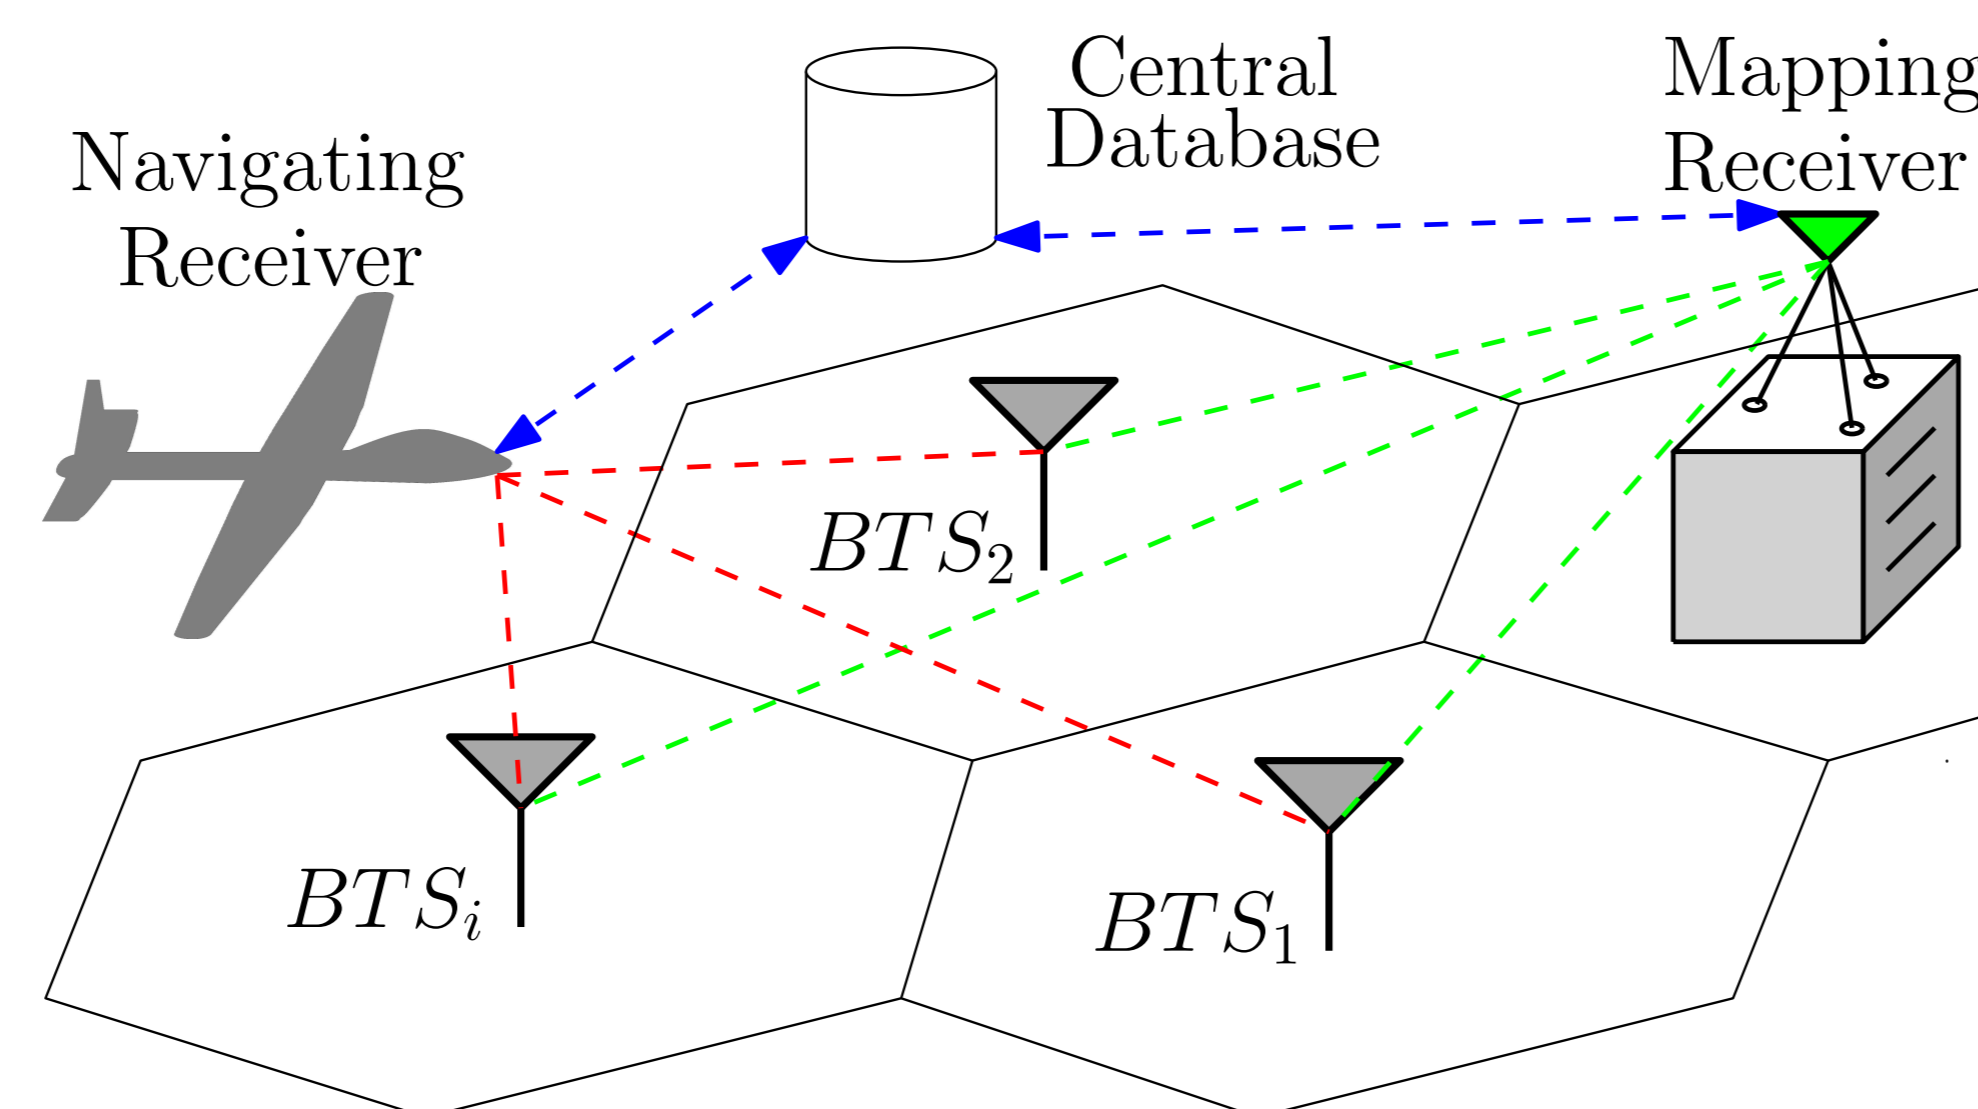 Central
Database
Mapping
Receiver
Navigating
Receiver
BTS₂
BTSᵢ
BTS₁